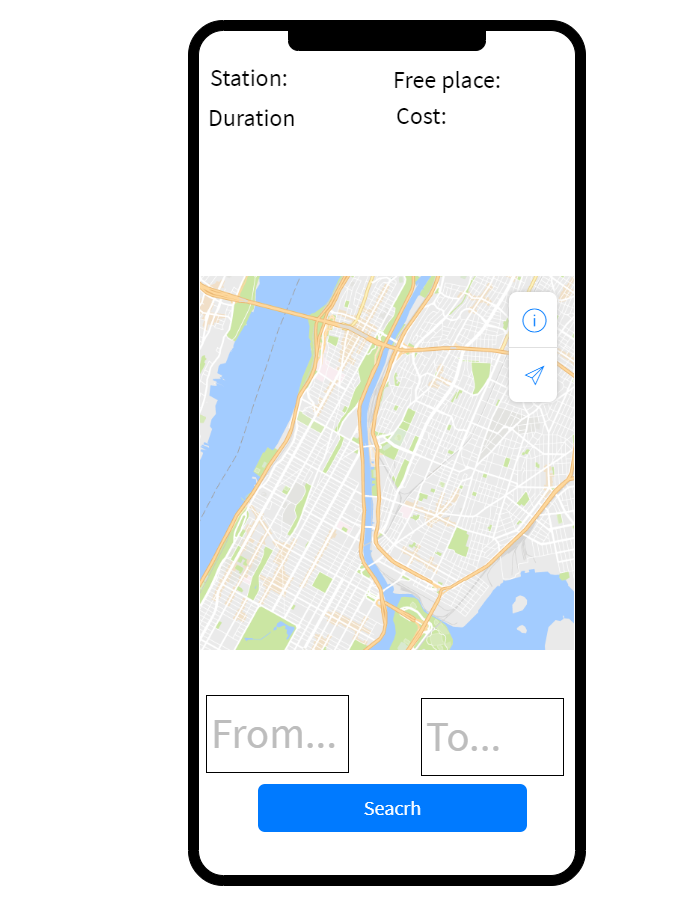 Station:
Free place:
Duration
Cost:
From...
To...
Seacrh